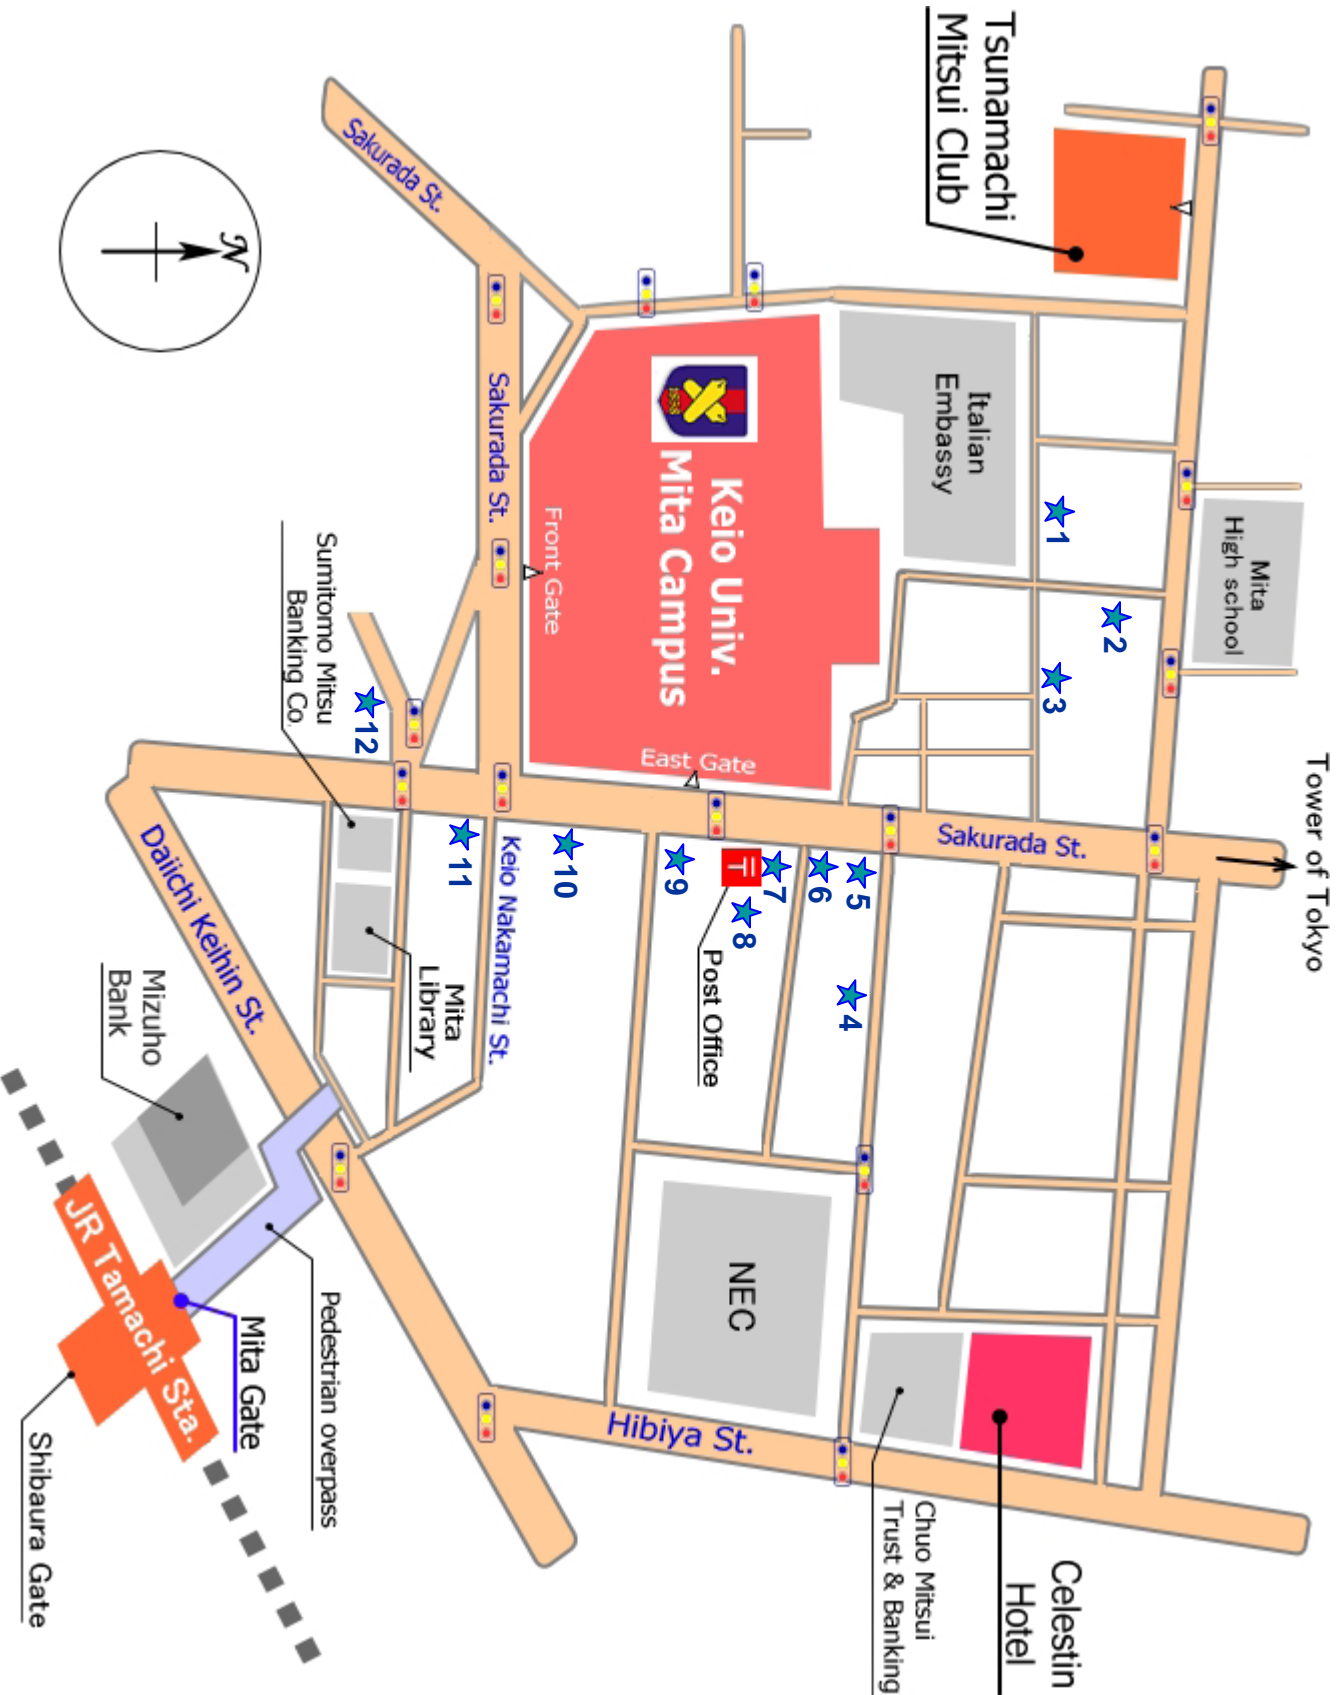 Tsunamachi
Mitsui Club
Sakurada St.
N
Italian
Embassy
Mita
High school
Keio Univ.
Mita Campus
Front Gate
East Gate
Sakurada St.
Sumitomo Mitsu
Banking Co.
1
2
3
4
5
6
7
8
9
10
11
12
Tower of Tokyo
Sakurada St.
Keio Nakamachi St.
Daiichi Keihin St.
Mita
Library
Post Office
〒
Mizuho
Bank
NEC
JR Tamachi Sta.
Mita Gate
Pedestrian overpass
Shibaura Gate
Hibiya St.
Chuo Mitsui
Trust & Banking
Celestin
Hotel